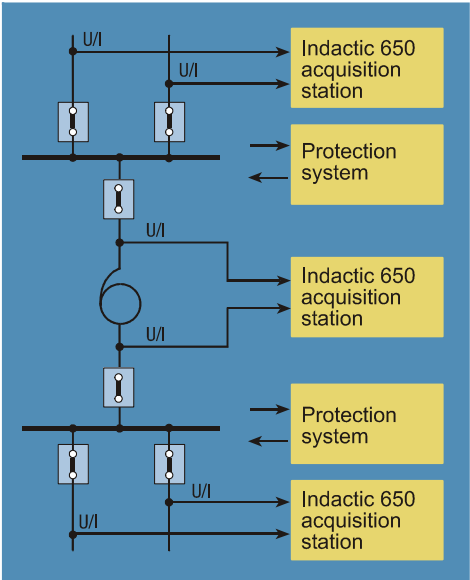 U/I
Indactic 650
acquisition
station
U/I
Protection
system
U/I
Indactic 650
acquisition
station
U/I
Protection
system
U/I
Indactic 650
acquisition
station
U/I